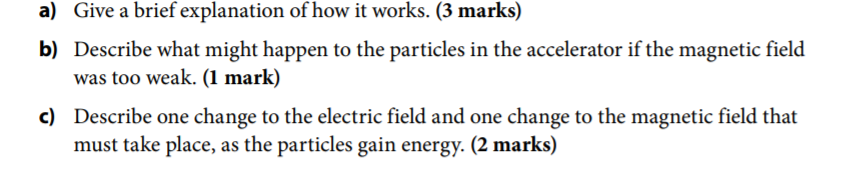 a) Give a brief explanation of how it works. (3 marks)
b) Describe what might happen to the particles in the accelerator if the magnetic field
was too weak. (1 mark)
c) Describe one change to the electric field and one change to the magnetic field that
must take place, as the particles gain energy. (2 marks)